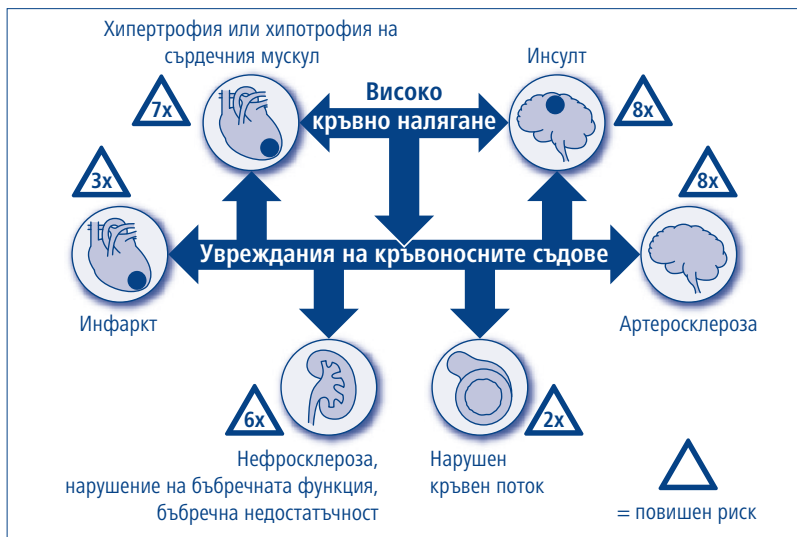 Хипертрофия или хипотрофия на
сърдечния мускул
Инсулт
7x
Високо
кръвно налягане
8x
3x
8x
Увреждания на кръвоносните съдове
Инфаркт
Артеросклероза
6x
2x
Нефросклероза,
нарушение на бъбречната функция,
бъбречна недостатъчност
Нарушен
кръвен поток
= повишен риск